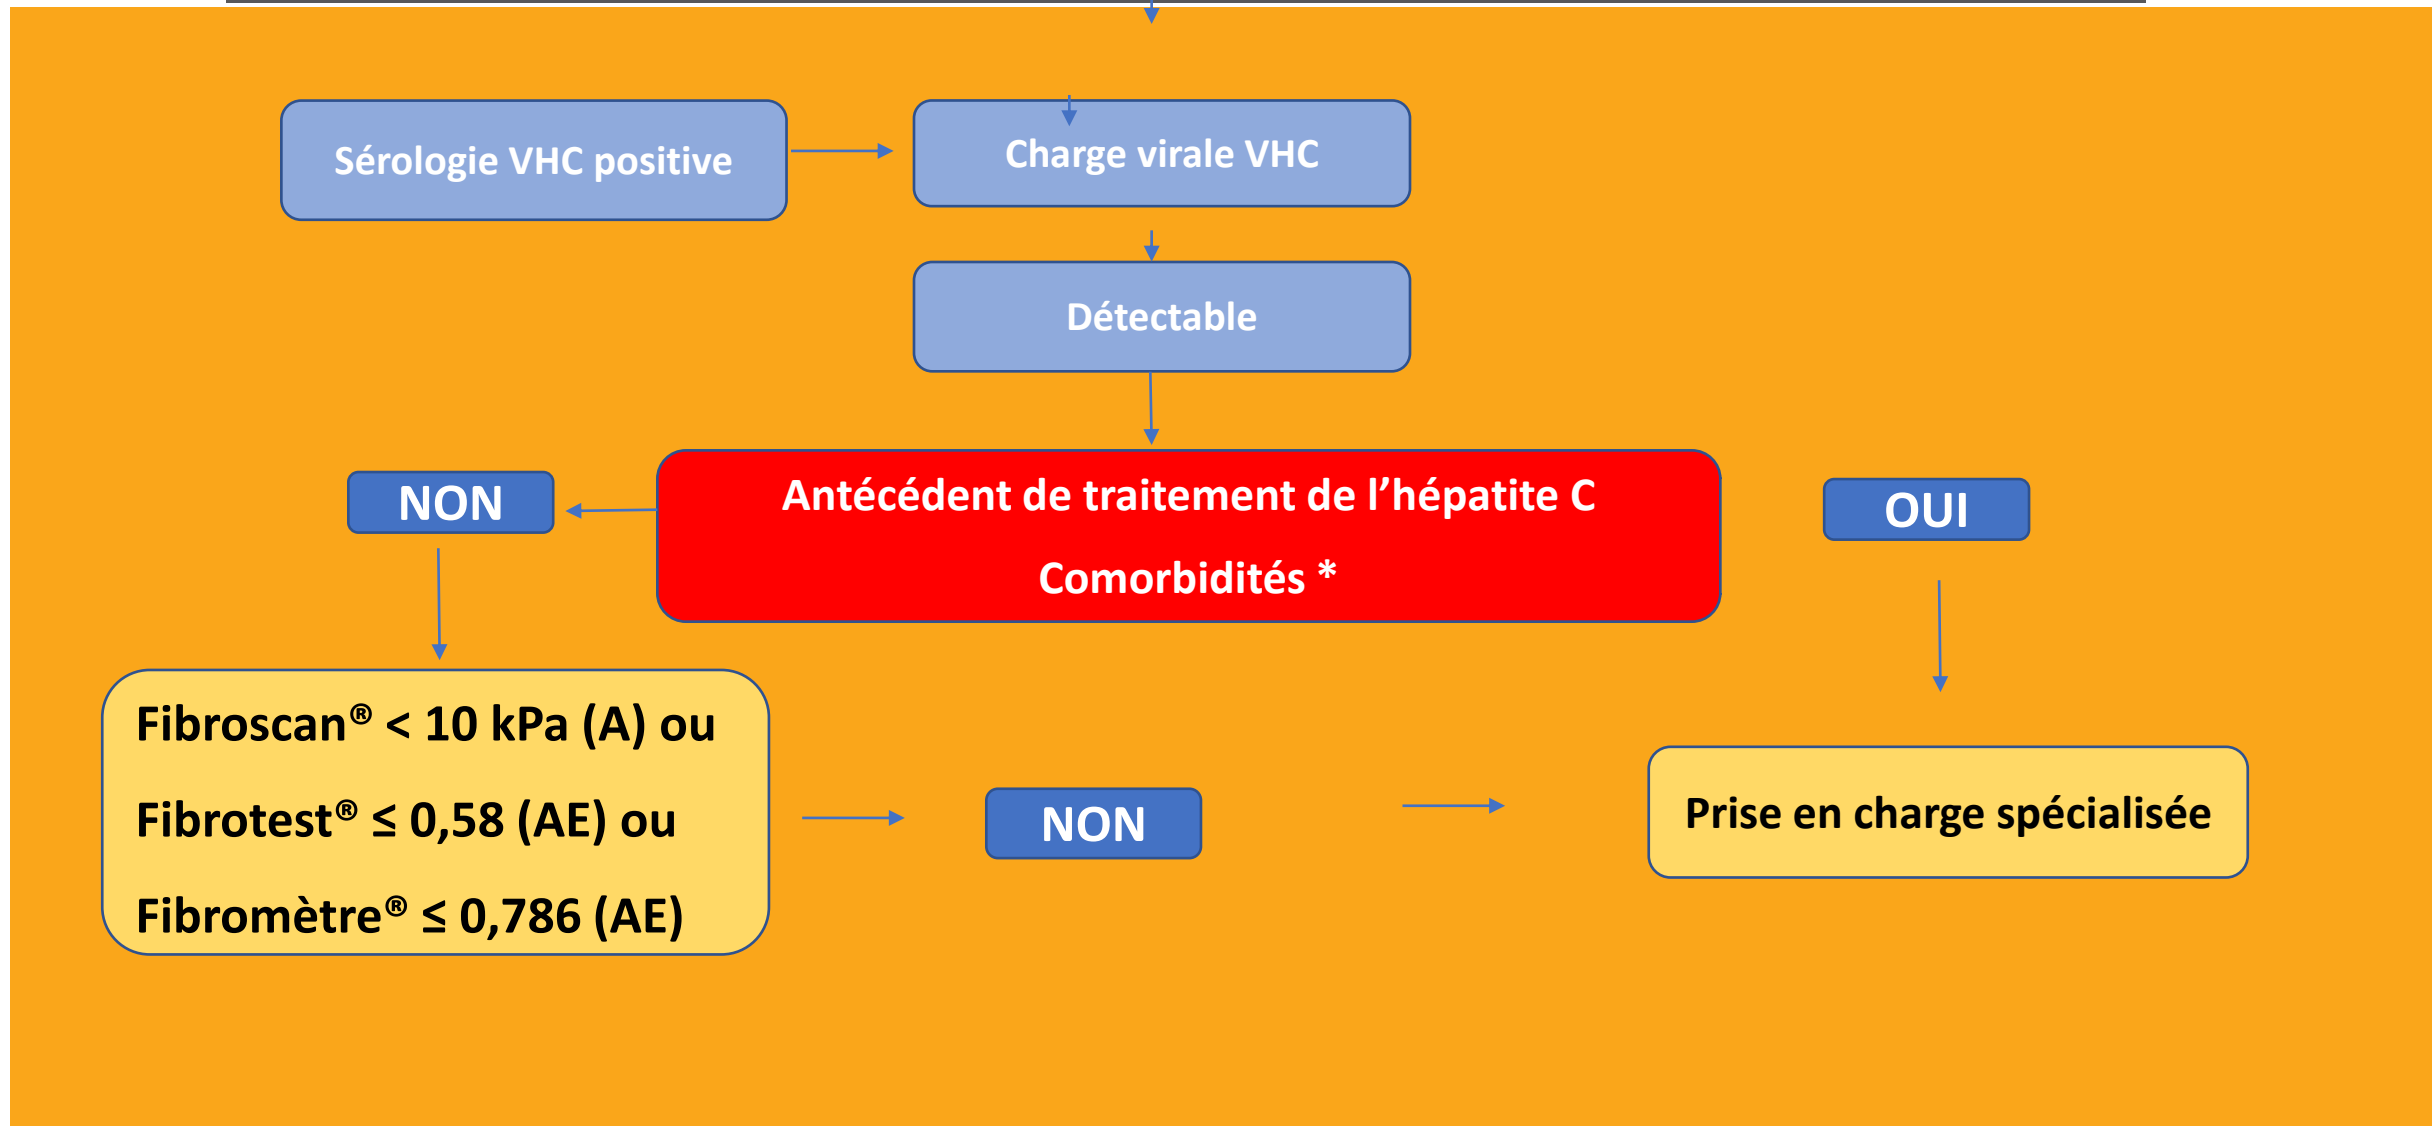 Sérologie VHC positive
Charge virale VHC
Détectable
NON
Antécédent de traitement de l’hépatite C
Comorbidités *
OUI
Fibroscan® < 10 kPa (A) ou
Fibrotest® ≤ 0,58 (AE) ou
Fibromètre® ≤ 0,786 (AE)
NON
Prise en charge spécialisée